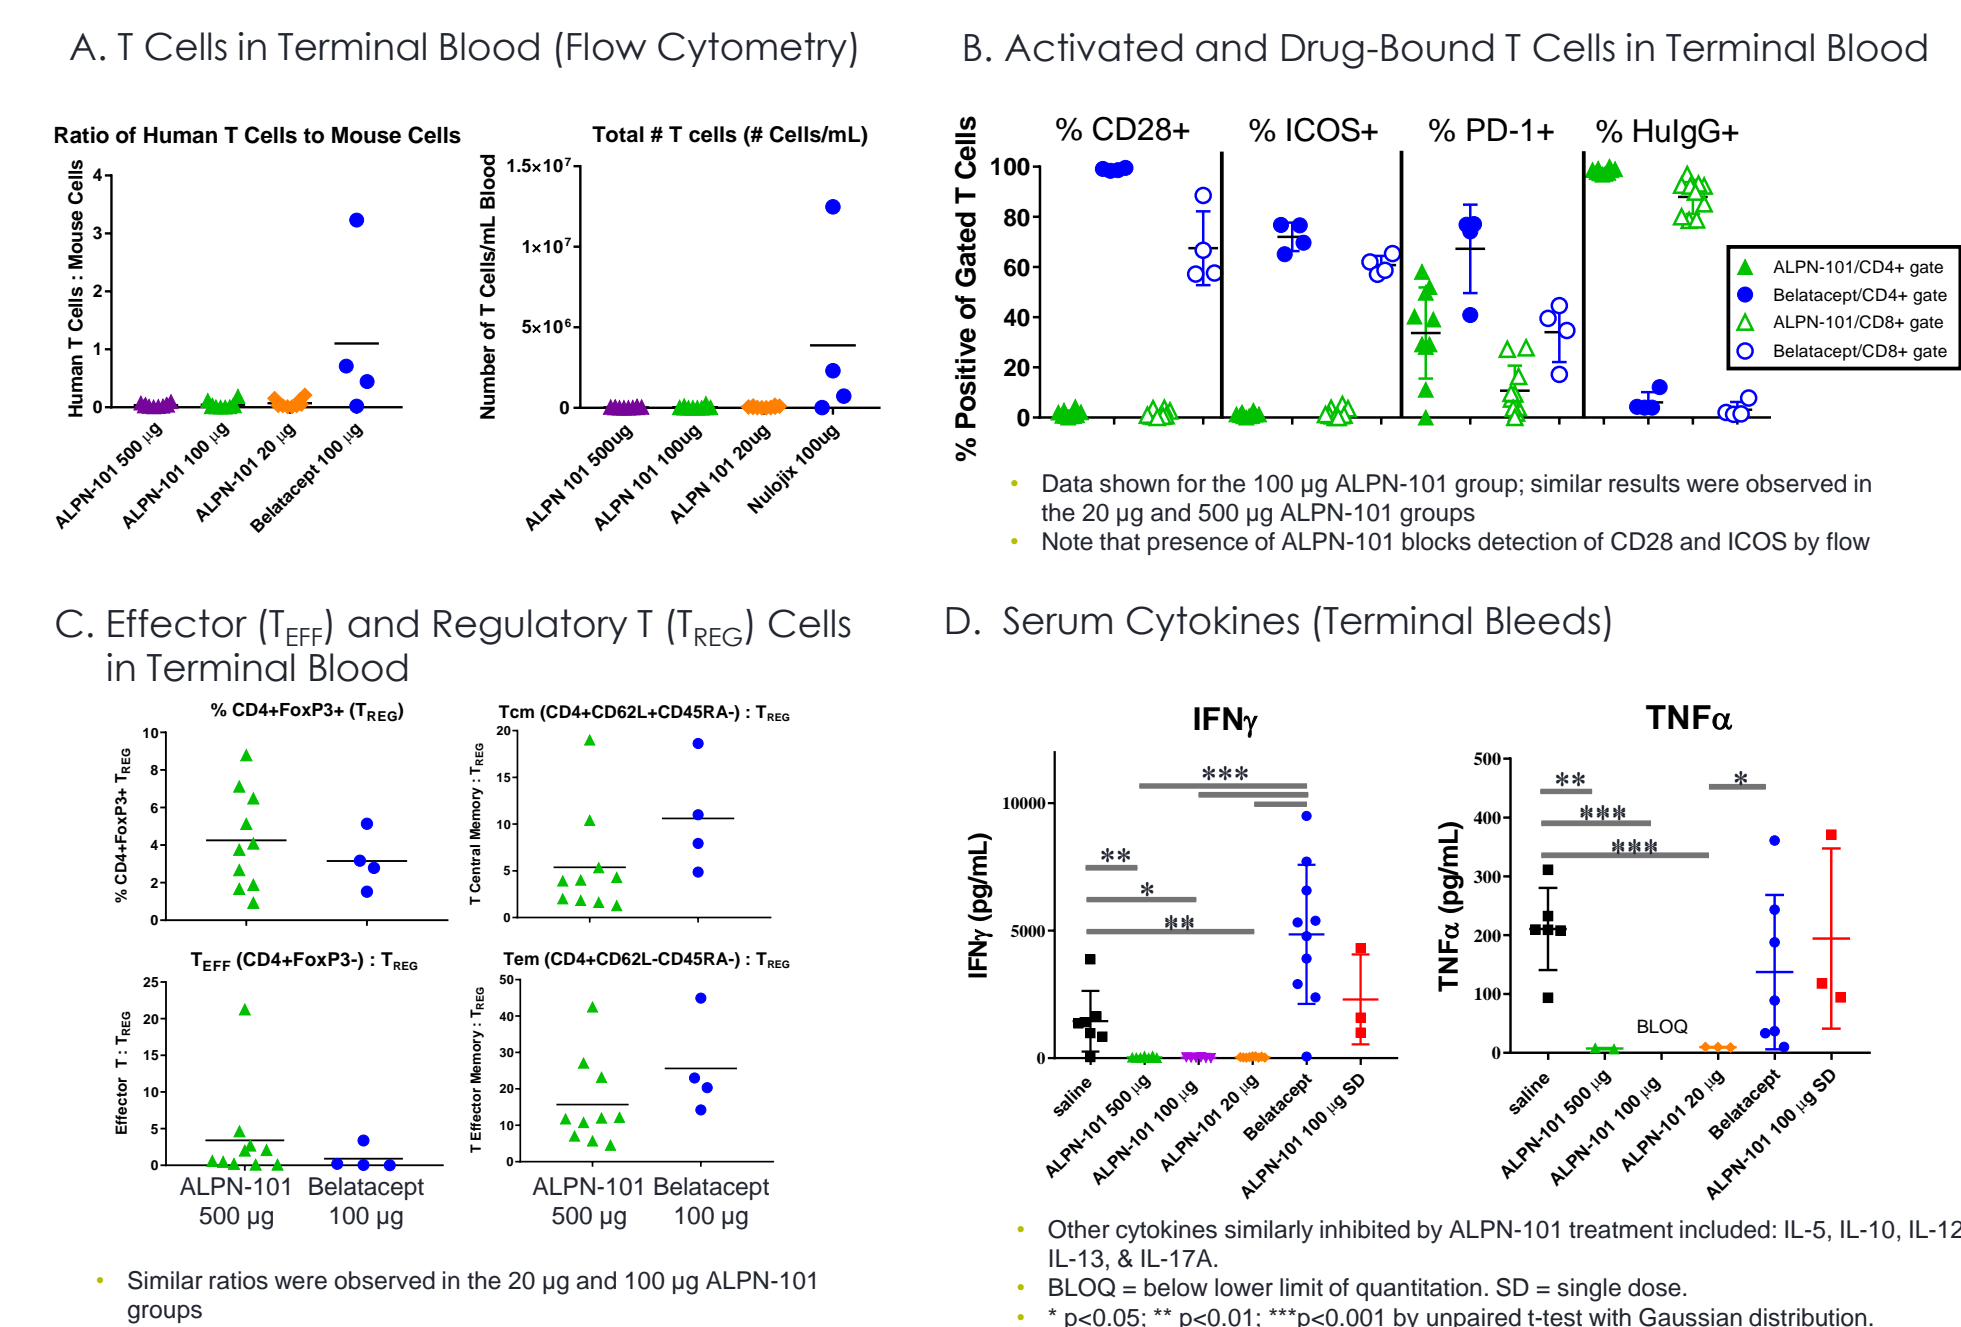 A. T Cells in Terminal Blood (Flow Cytometry)
Ratio of Human T Cells to Mouse Cells
Human T Cells : Mouse Cells
4
3
2
1
0
ALPN-101 500 µg
ALPN-101 100 µg
ALPN-101 20 µg
Belatacept 100 µg
Total # T cells (# Cells/mL)
Number of T Cells/mL Blood
1.5×10⁷
1×10⁷
5×10⁶
0
ALPN 101 500ug
ALPN 101 100ug
ALPN 101 20ug
Nulojix 100ug
B. Activated and Drug-Bound T Cells in Terminal Blood
% CD28+ % ICOS+ % PD-1+ % HuIgG+
% Positive of Gated T Cells
100
80
60
40
20
0
ALPN-101/CD4+ gate
Belatacept/CD4+ gate
ALPN-101/CD8+ gate
Belatacept/CD8+ gate
• Data shown for the 100 µg ALPN-101 group; similar results were observed in
the 20 µg and 500 µg ALPN-101 groups
• Note that presence of ALPN-101 blocks detection of CD28 and ICOS by flow
C. Effector (TEFF) and Regulatory T (TREG) Cells
in Terminal Blood
% CD4+FoxP3+ (TREG)
% CD4+FoxP3+ TREG
10
8
6
4
2
0
Tcm (CD4+CD62L+CD45RA-) : TREG
T Central Memory : TREG
20
15
10
5
0
TEFF (CD4+FoxP3-) : TREG
Effector T : TREG
25
20
15
10
5
0
ALPN-101 Belatacept
500 µg 100 µg
Tem (CD4+CD62L-CD45RA-) : TREG
T Effector Memory : TREG
50
40
30
20
10
0
ALPN-101 Belatacept
500 µg 100 µg
• Similar ratios were observed in the 20 µg and 100 µg ALPN-101
groups
D. Serum Cytokines (Terminal Bleeds)
IFNγ
IFNγ (pg/mL)
10000
5000
0
***
**
*
**
saline
ALPN-101 500 µg
ALPN-101 100 µg
ALPN-101 20 µg
Belatacept
ALPN-101 100 µg SD
TNFα
TNFα (pg/mL)
500
400
300
200
100
0
**
*
***
***
BLOQ
saline
ALPN-101 500 µg
ALPN-101 100 µg
ALPN-101 20 µg
Belatacept
ALPN-101 100 µg SD
• Other cytokines similarly inhibited by ALPN-101 treatment included: IL-5, IL-10, IL-12
IL-13, & IL-17A.
• BLOQ = below lower limit of quantitation. SD = single dose.
• * p<0.05; ** p<0.01; ***p<0.001 by unpaired t-test with Gaussian distribution.